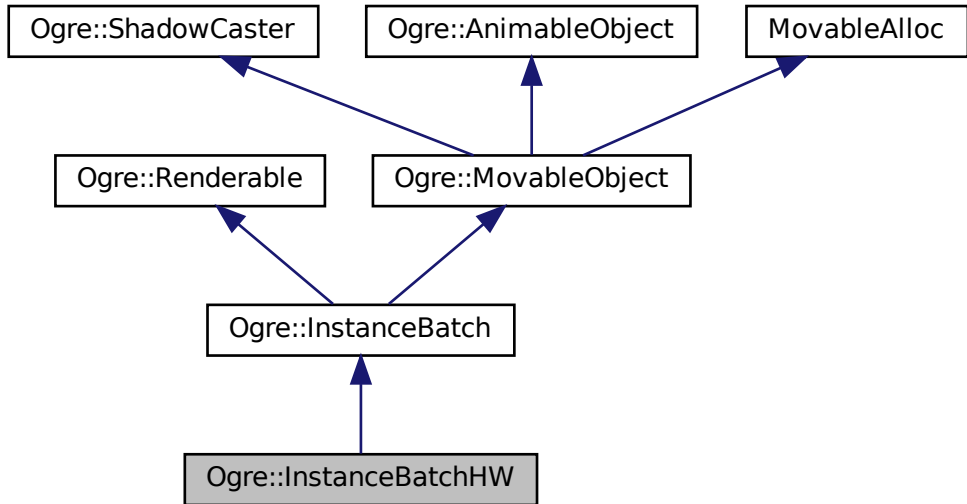 Ogre::ShadowCaster
Ogre::AnimableObject
MovableAlloc
Ogre::Renderable
Ogre::MovableObject
Ogre::InstanceBatch
Ogre::InstanceBatchHW